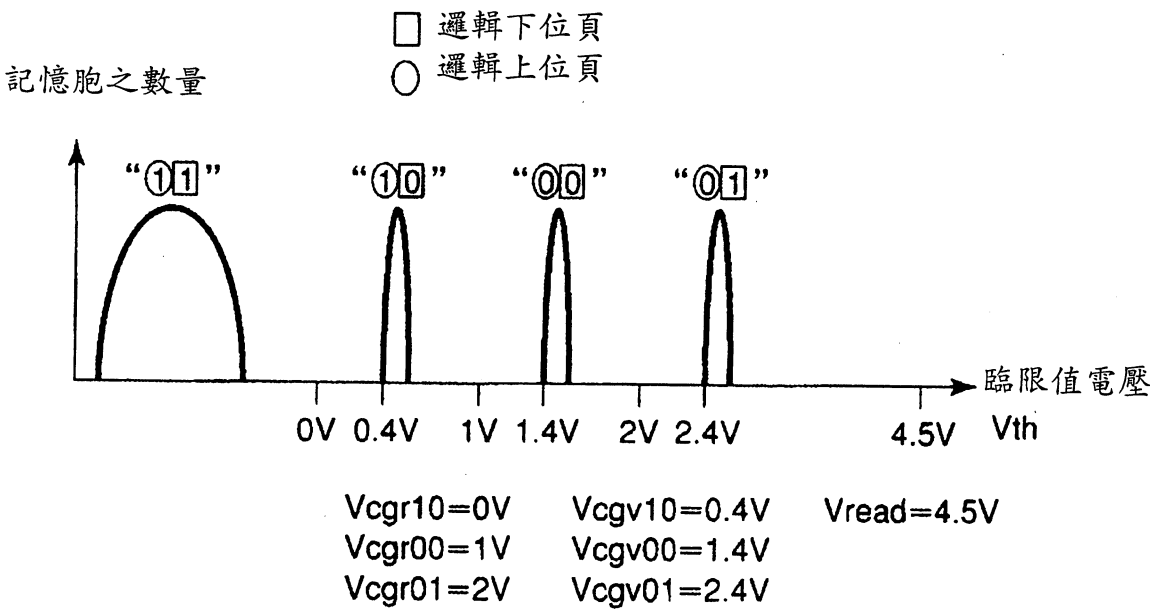 邏輯下位頁
邏輯上位頁
記憶胞之數量
“11” “10” “00” “01”
臨限值電壓
0V 0.4V 1V 1.4V 2V 2.4V 4.5V Vth
Vcgr10=0V Vcgv10=0.4V Vread=4.5V
Vcgr00=1V Vcgv00=1.4V
Vcgr01=2V Vcgv01=2.4V